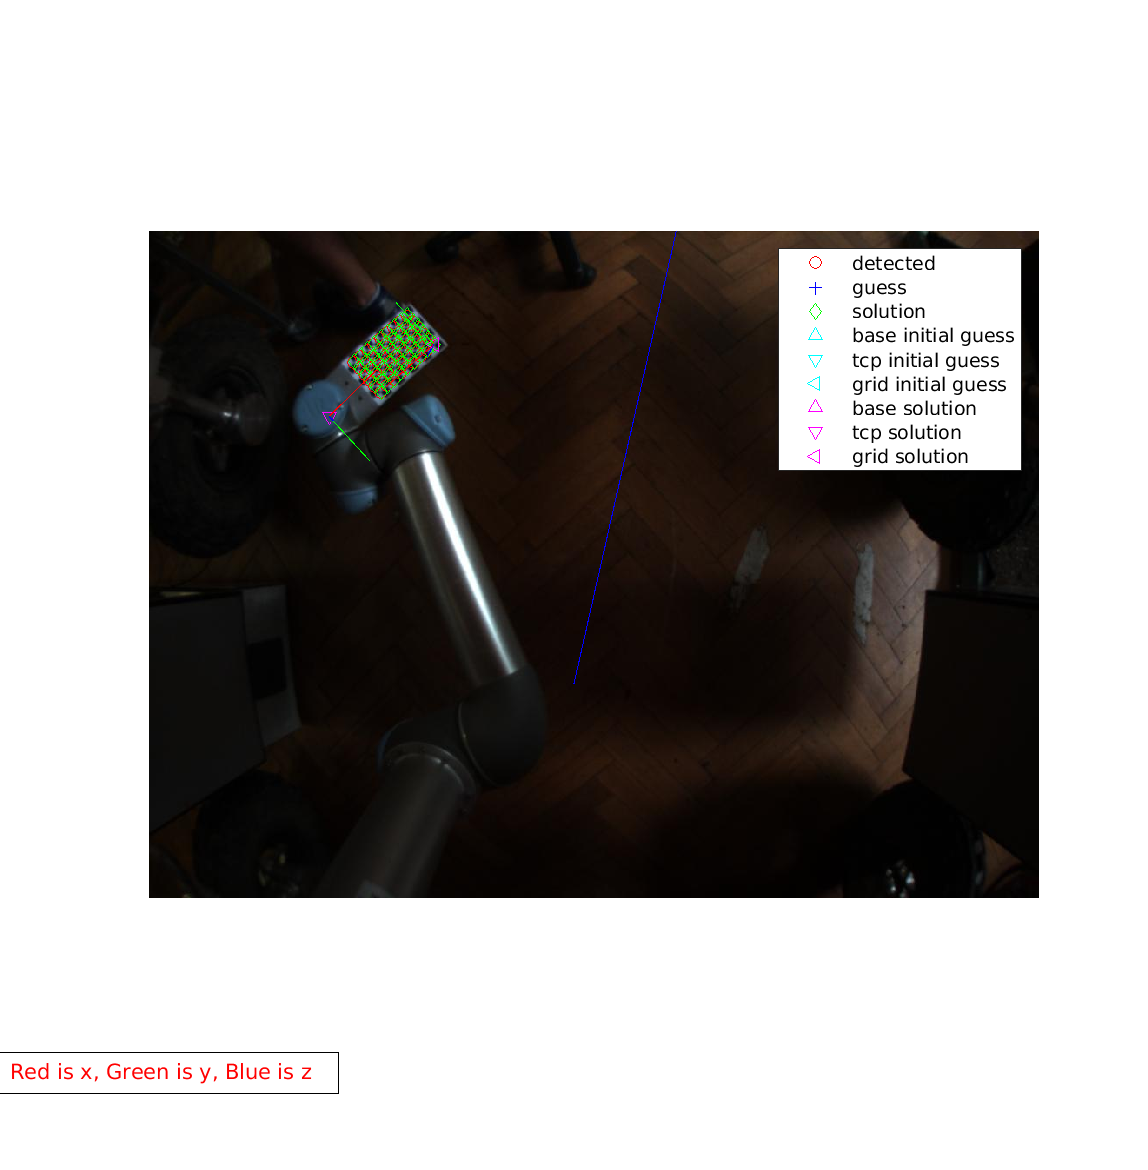 detected
guess
solution
base initial guess
tcp initial guess
grid initial guess
base solution
tcp solution
grid solution
Red is x, Green is y, Blue is z